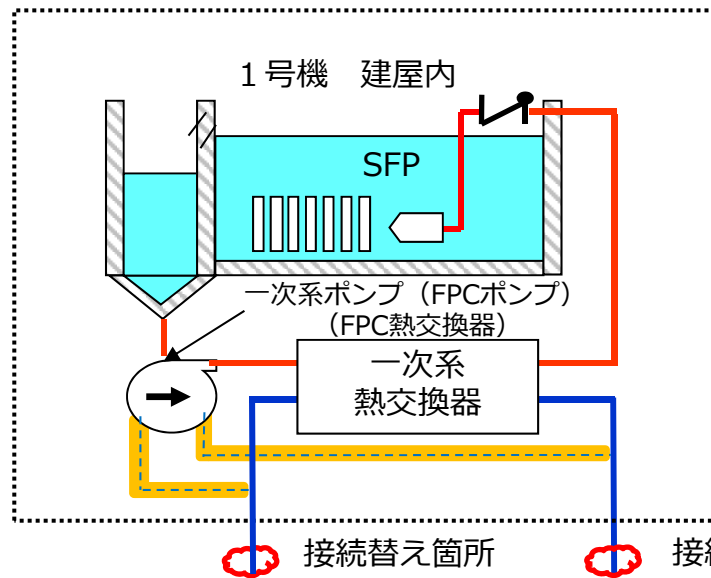 １号機　建屋内
SFP
一次系ポンプ（FPCポンプ）
（FPC熱交換器）
一次系
熱交換器
接続替え箇所
接